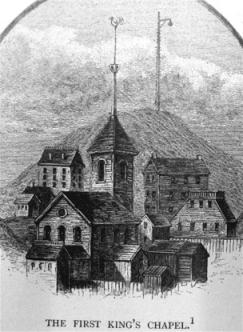 THE FIRST KING'S CHAPEL.1